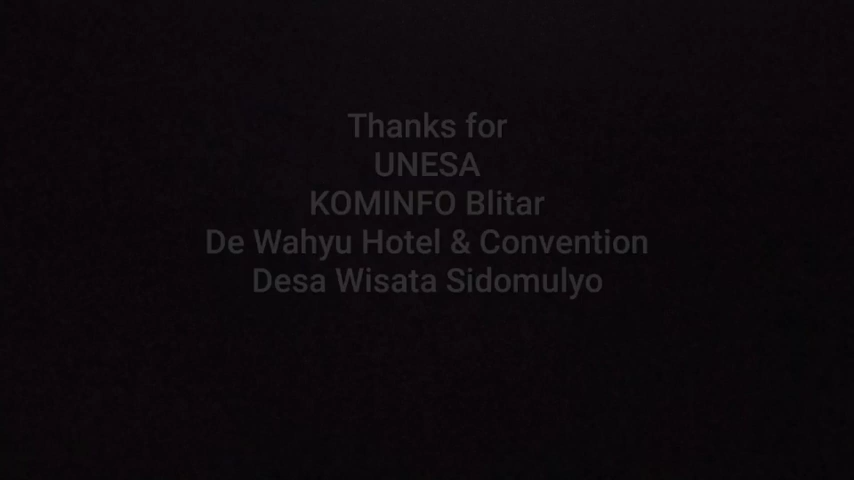 Thanks for
UNESA
KOMINFO Blitar
De Wahyu Hotel & Convention
Desa Wisata Sidomulyo